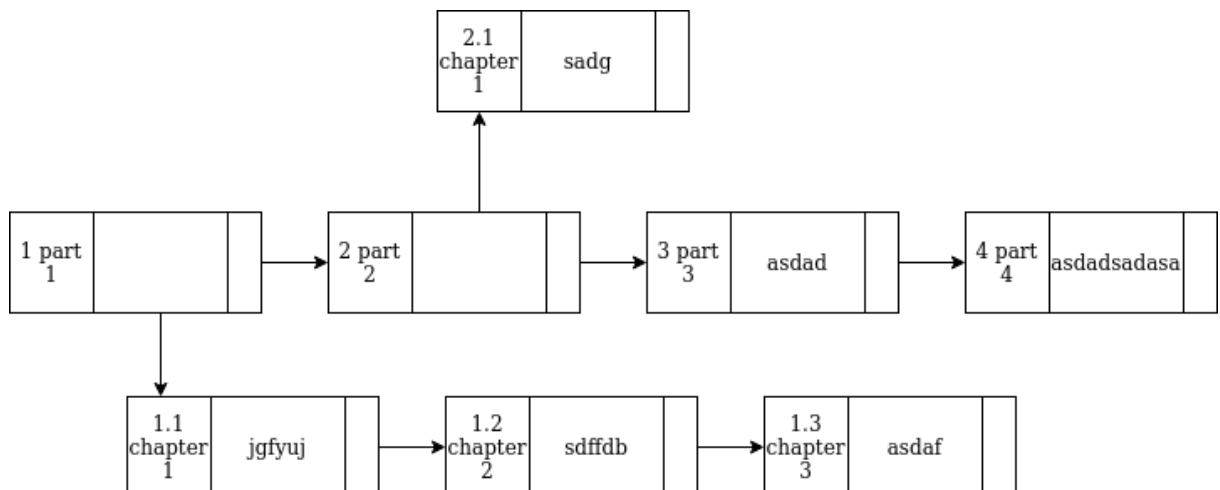 2.1
chapter
1
sadg
1 part
1
2 part
2
3 part
3
asdad
4 part
4
asdadsadasa
1.1
chapter
1
jgfyuj
1.2
chapter
2
sdffdb
1.3
chapter
3
asdaf